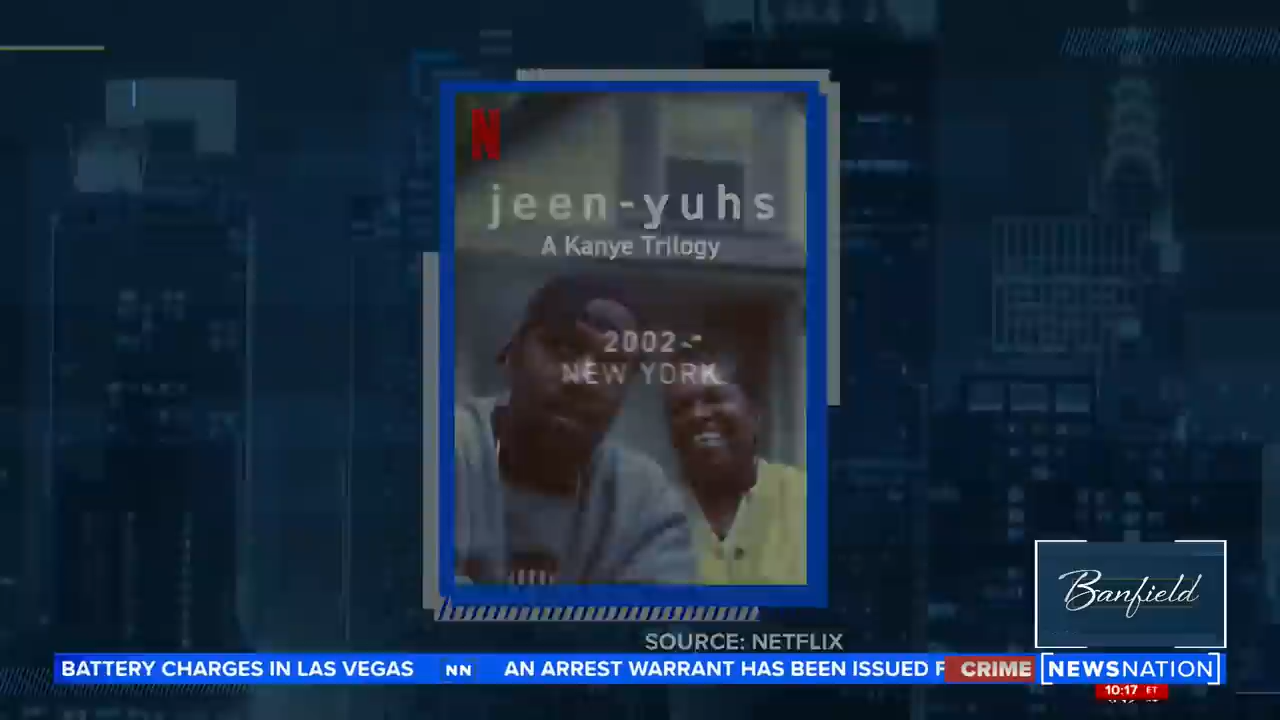 N
jeen-yuhs
A Kanye Trilogy
2002
NEW YORK
Banfield
SOURCE: NETFLIX
BATTERY CHARGES IN LAS VEGAS NN AN ARREST WARRANT HAS BEEN ISSUED F CRIME NEWSNATION
10:17 ET